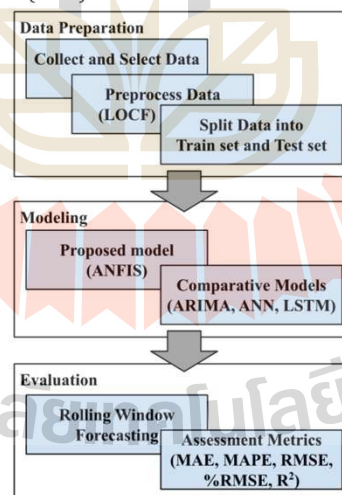 Data Preparation
Collect and Select Data
Preprocess Data
(LOCF)
Split Data into
Train set and Test set
Modeling
Proposed model
(ANFIS)
Comparative Models
(ARIMA, ANN, LSTM)
Evaluation
Rolling Window
Forecasting
Assessment Metrics
(MAE, MAPE, RMSE,
%RMSE, R²)